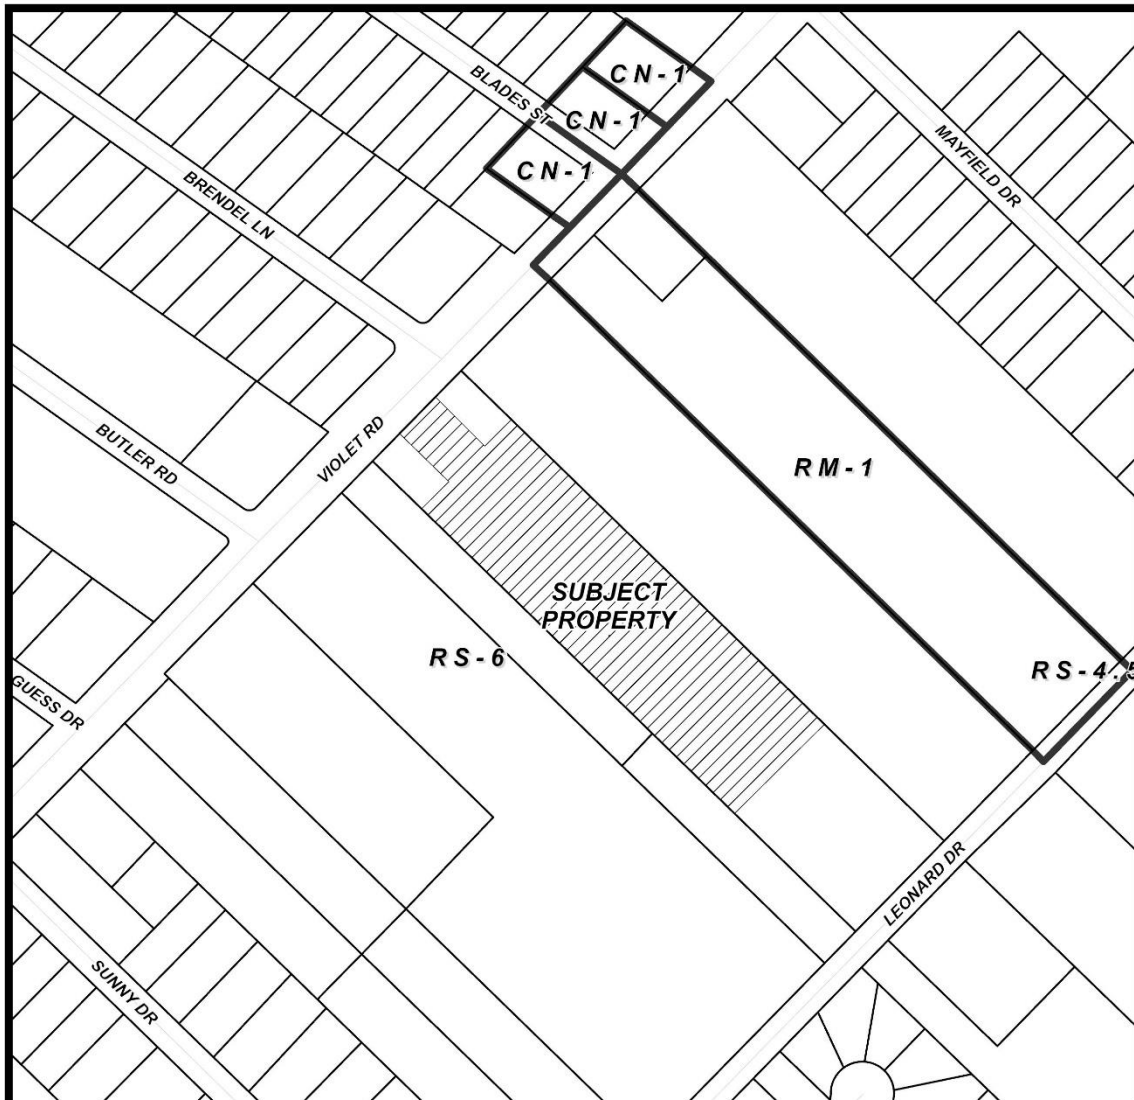 CN-1
BLADES ST
CN-1
MAYFIELD DR
CN-1
BRENDEL LN
VIOLET RD
BUTLER RD
RM-1
SUBJECT
PROPERTY
RS-6
RS-4.5
GUESS DR
LEONARD DR
SUNNY DR